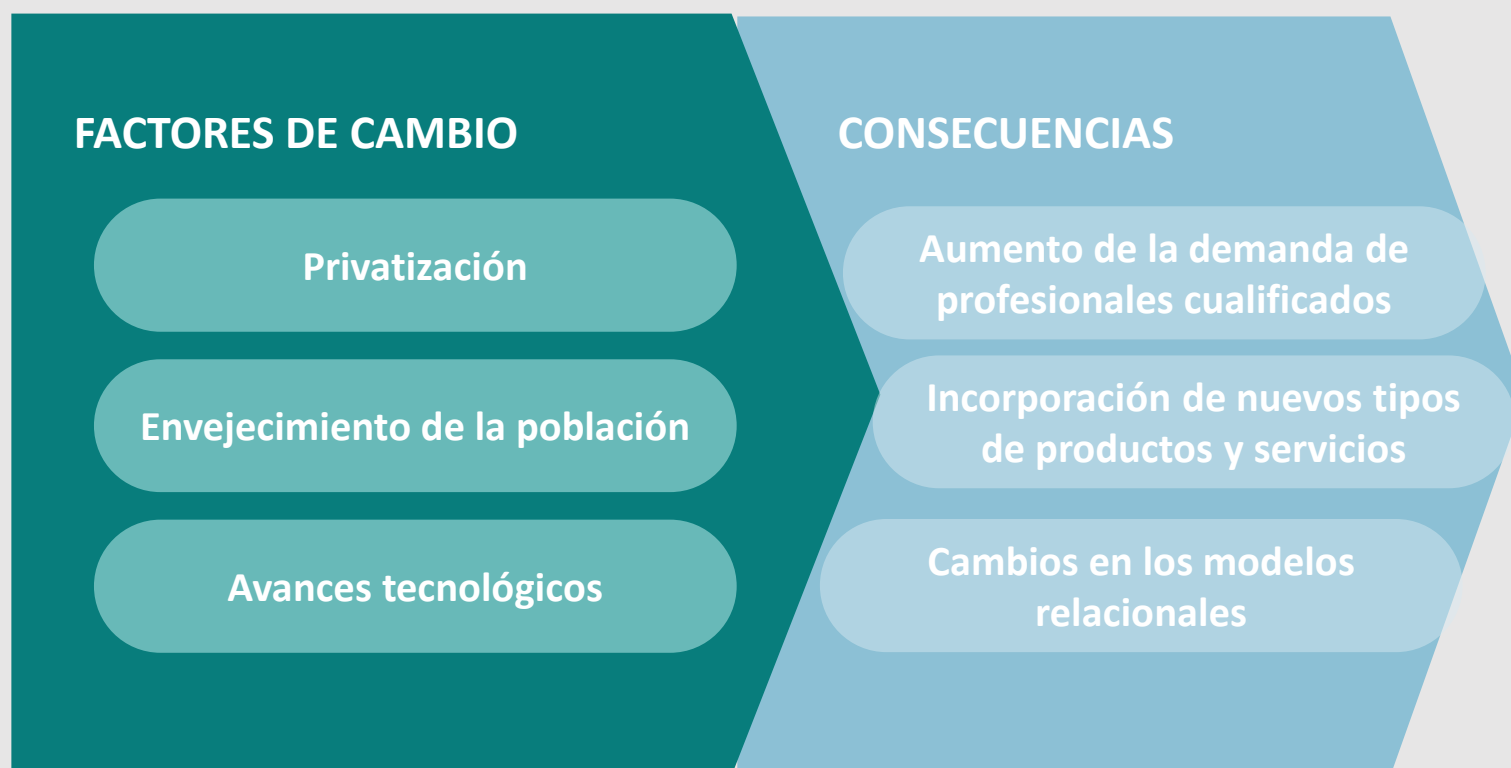 FACTORES DE CAMBIO
Privatización
Envejecimiento de la población
Avances tecnológicos
CONSECUENCIAS
Aumento de la demanda de
profesionales cualificados
Incorporación de nuevos tipos
de productos y servicios
Cambios en los modelos
relacionales